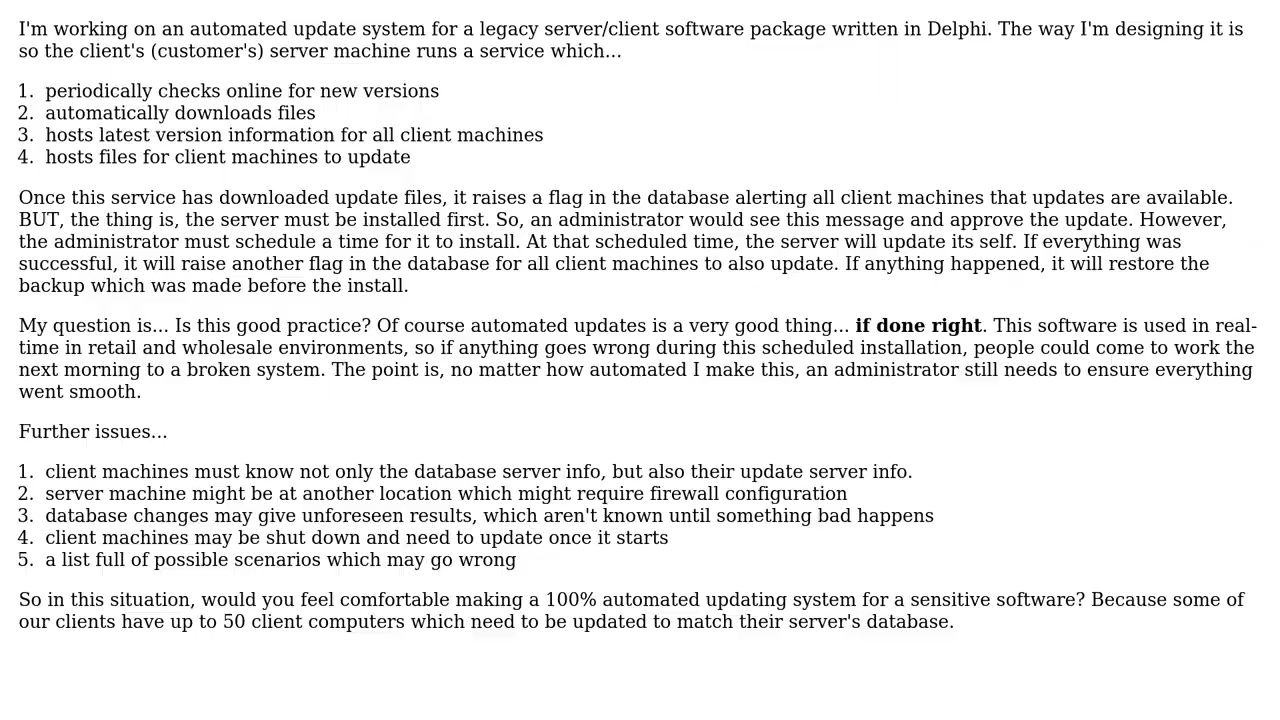 I'm working on an automated update system for a legacy server/client software package written in Delphi. The way I'm designing it is
so the client's (customer's) server machine runs a service which...
1. periodically checks online for new versions
2. automatically downloads files
3. hosts latest version information for all client machines
4. hosts files for client machines to update
Once this service has downloaded update files, it raises a flag in the database alerting all client machines that updates are available.
BUT, the thing is, the server must be installed first. So, an administrator would see this message and approve the update. However,
the administrator must schedule a time for it to install. At that scheduled time, the server will update its self. If everything was
successful, it will raise another flag in the database for all client machines to also update. If anything happened, it will restore the
backup which was made before the install.
My question is... Is this good practice? Of course automated updates is a very good thing... if done right. This software is used in real-
time in retail and wholesale environments, so if anything goes wrong during this scheduled installation, people could come to work the
next morning to a broken system. The point is, no matter how automated I make this, an administrator still needs to ensure everything
went smooth.
Further issues...
1. client machines must know not only the database server info, but also their update server info.
2. server machine might be at another location which might require firewall configuration
3. database changes may give unforeseen results, which aren't known until something bad happens
4. client machines may be shut down and need to update once it starts
5. a list full of possible scenarios which may go wrong
So in this situation, would you feel comfortable making a 100% automated updating system for a sensitive software? Because some of
our clients have up to 50 client computers which need to be updated to match their server's database.